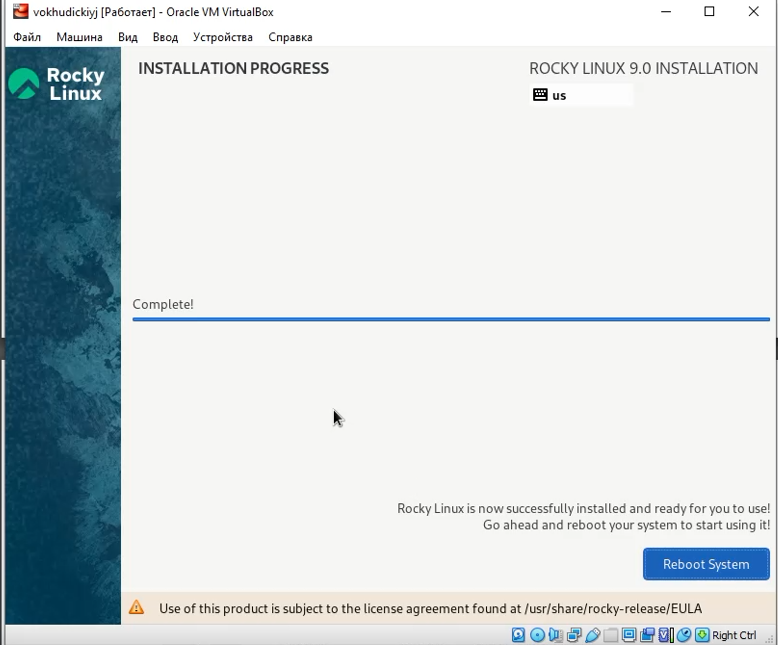 vokhudickiyj [Работает] - Oracle VM VirtualBox
Файл Машина Вид Ввод Устройства Справка
Rocky
Linux
INSTALLATION PROGRESS
ROCKY LINUX 9.0 INSTALLATION
us
Complete!
Rocky Linux is now successfully installed and ready for you to use!
Go ahead and reboot your system to start using it!
Reboot System
Use of this product is subject to the license agreement found at /usr/share/rocky-release/EULA
Right Ctrl